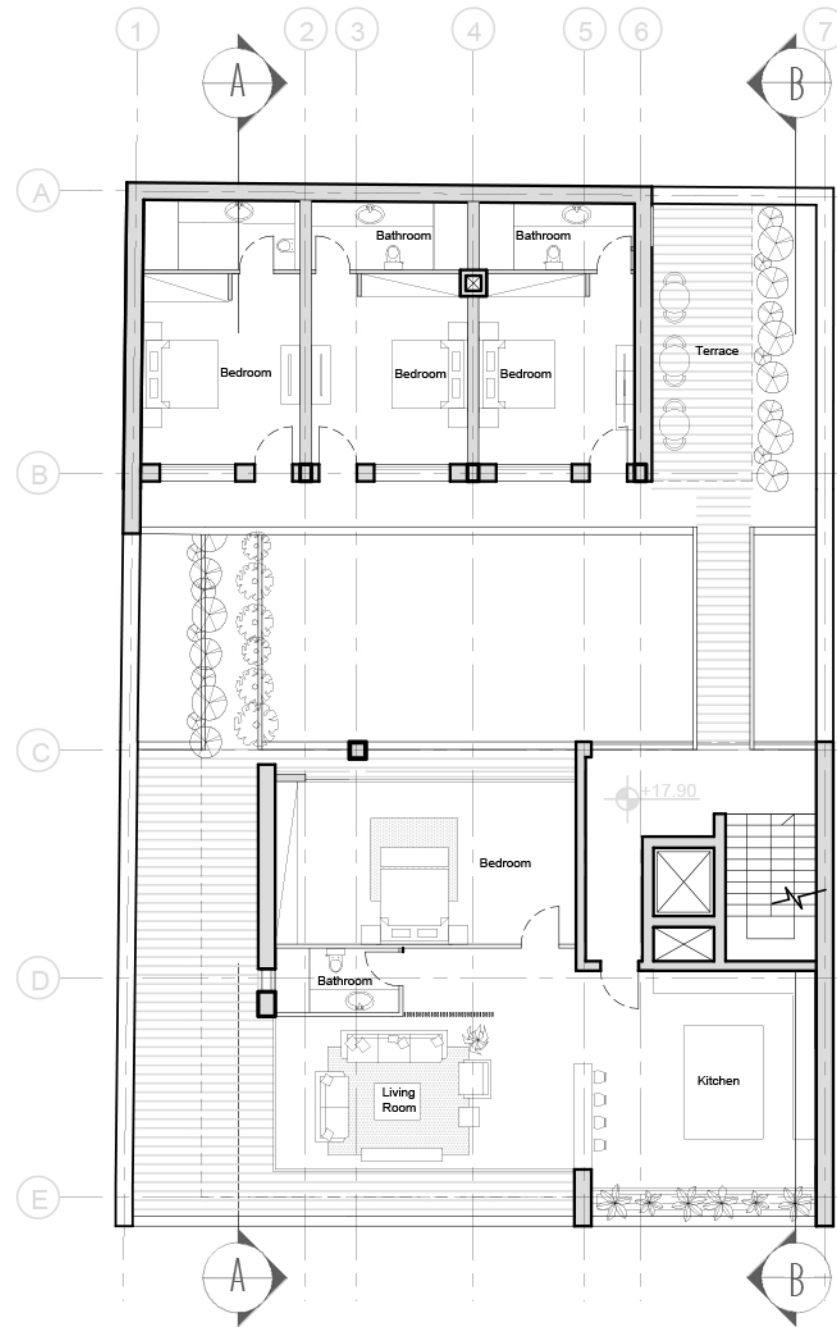 1 2 3 4 5 6 7
A B
A
Bathroom Bathroom
Terrace
Bedroom Bedroom Bedroom
B
C
+17.90
Bedroom
D
Bathroom
Kitchen
Living
Room
E
A B